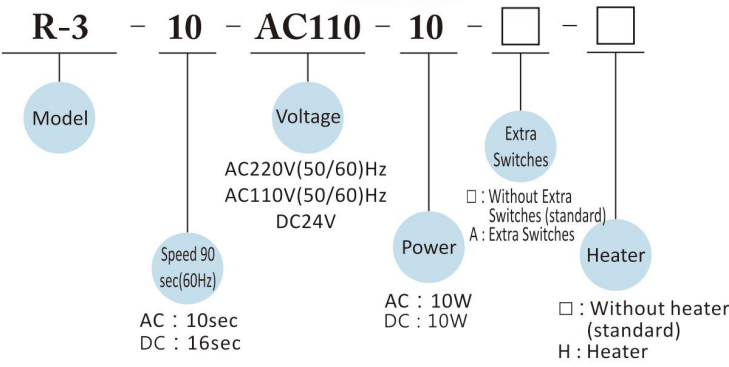 R-3 - 10 - AC110 - 10 - □ - □
Model
Voltage
AC220V(50/60)Hz
AC110V(50/60)Hz
DC24V
Extra
Switches
□ : Without Extra
Switches (standard)
A : Extra Switches
Speed 90
sec(60Hz)
AC : 10sec
DC : 16sec
Power
AC : 10W
DC : 10W
Heater
□ : Without heater
(standard)
H : Heater